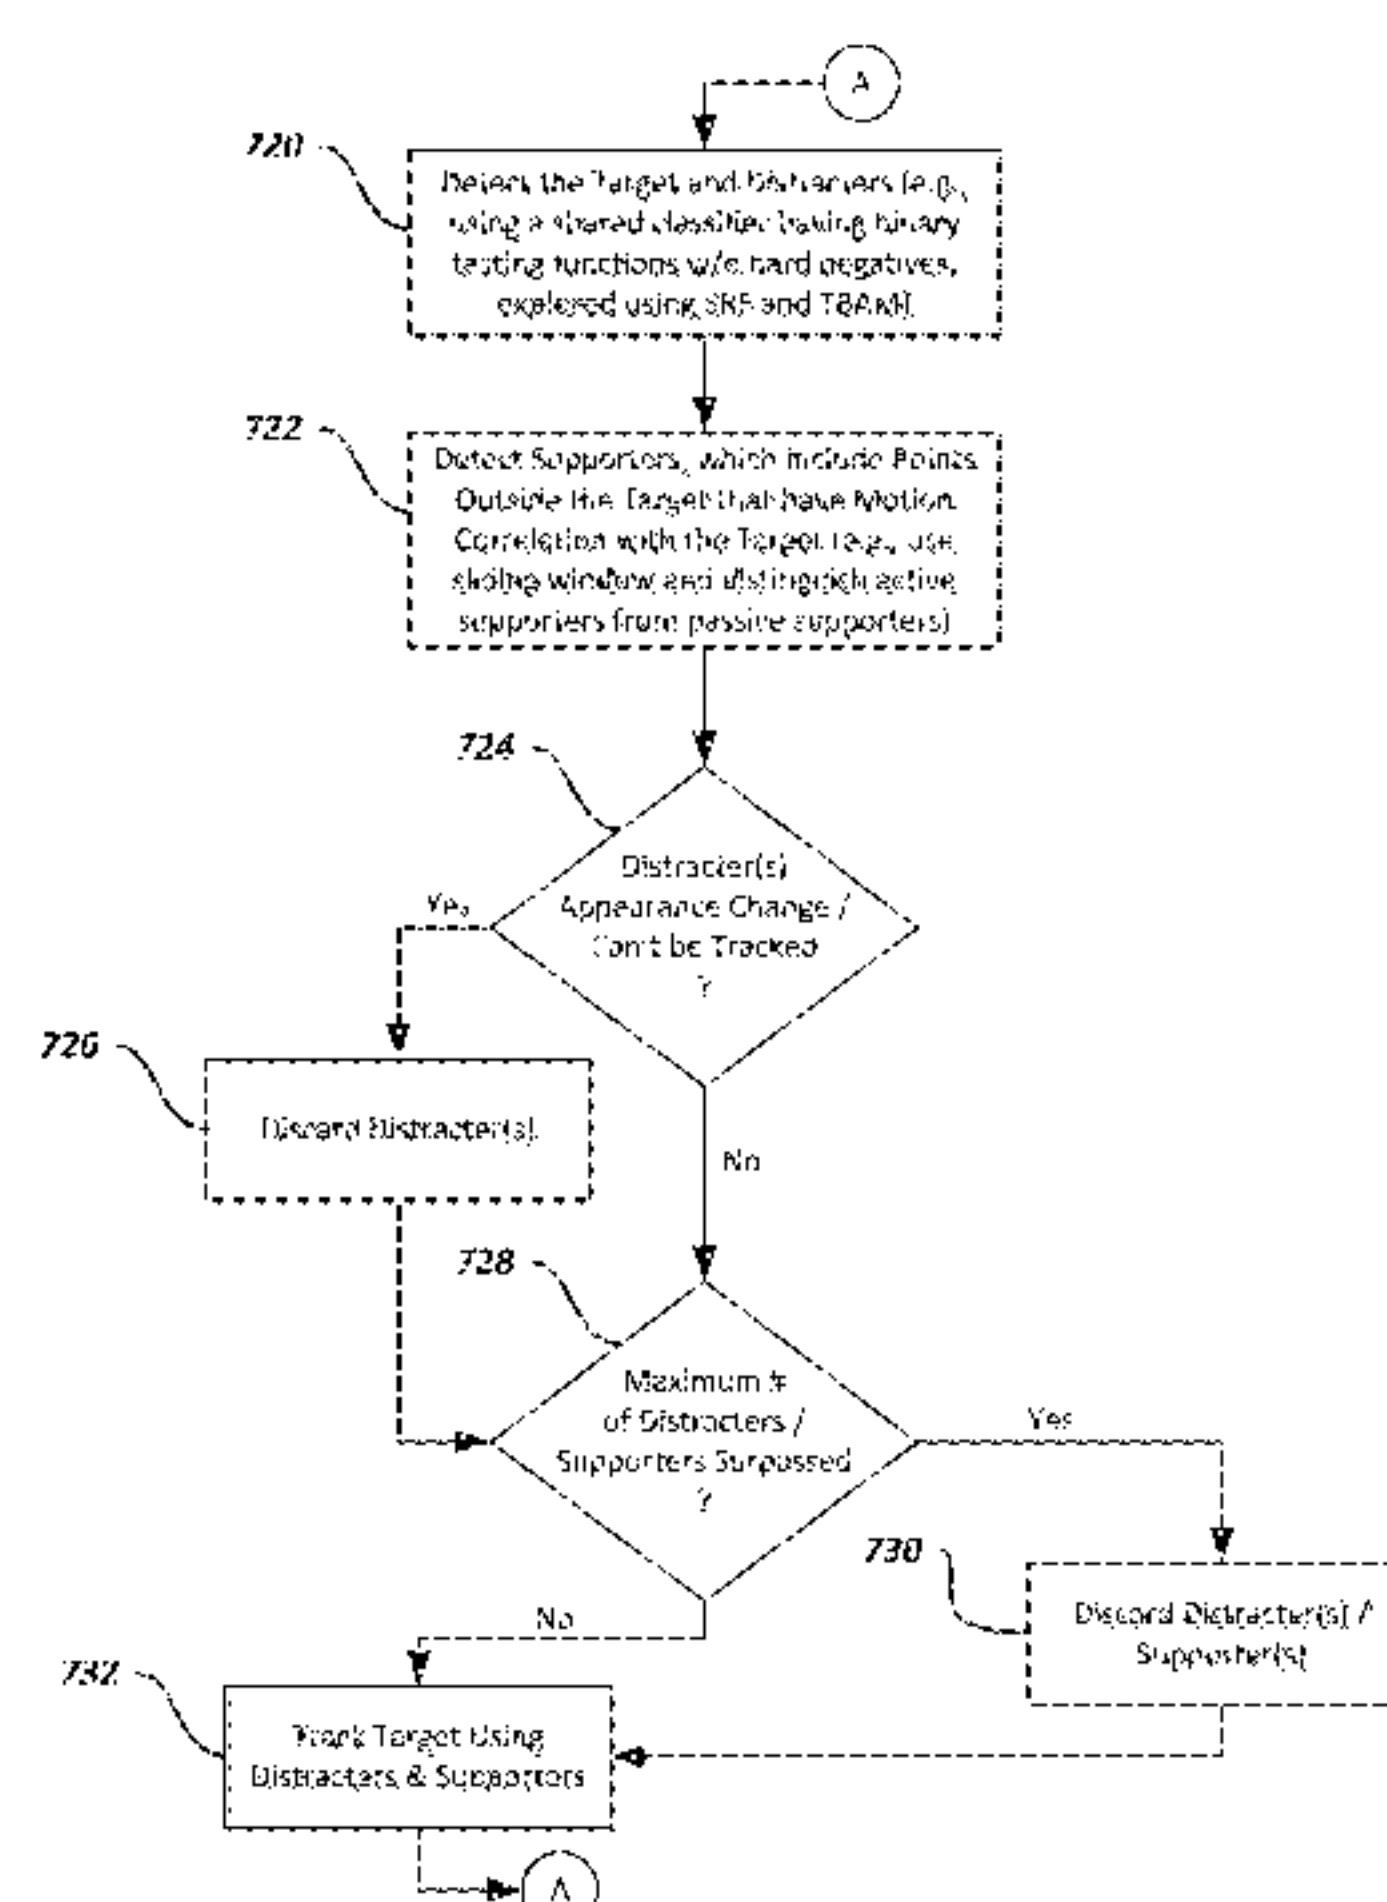 A
720
Detect the Target and Distracters (e.g.,
using a shared classifier having binary
testing functions w/o hard negatives,
explored using SRF and TBAM)
722
Detect Supporters, which include Points
Outside the Target that have Motion
Correlation with the Target (e.g., use
sliding window and distinguish active
supporters from passive supporters)
724
Distracter(s)
Appearance Change /
Can't be Tracked
?
Yes
726
Discard Distracter(s)
No
728
Maximum #
of Distracters /
Supporters Surpassed
?
Yes
730
Discard Distracter(s) /
Supporter(s)
No
732
Track Target Using
Distracters & Supporters
A